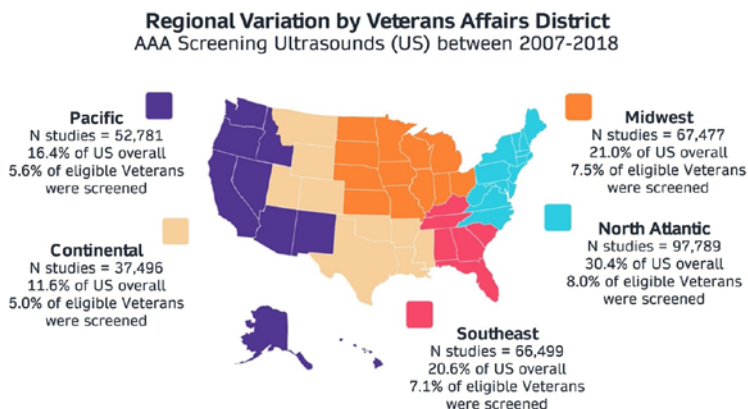 Regional Variation by Veterans Affairs District
AAA Screening Ultrasounds (US) between 2007-2018
Pacific
N studies = 52,781
16.4% of US overall
5.6% of eligible Veterans
were screened
Continental
N studies = 37,496
11.6% of US overall
5.0% of eligible Veterans
were screened
Midwest
N studies = 67,477
21.0% of US overall
7.5% of eligible Veterans
were screened
North Atlantic
N studies = 97,789
30.4% of US overall
8.0% of eligible Veterans
were screened
Southeast
N studies = 66,499
20.6% of US overall
7.1% of eligible Veterans
were screened